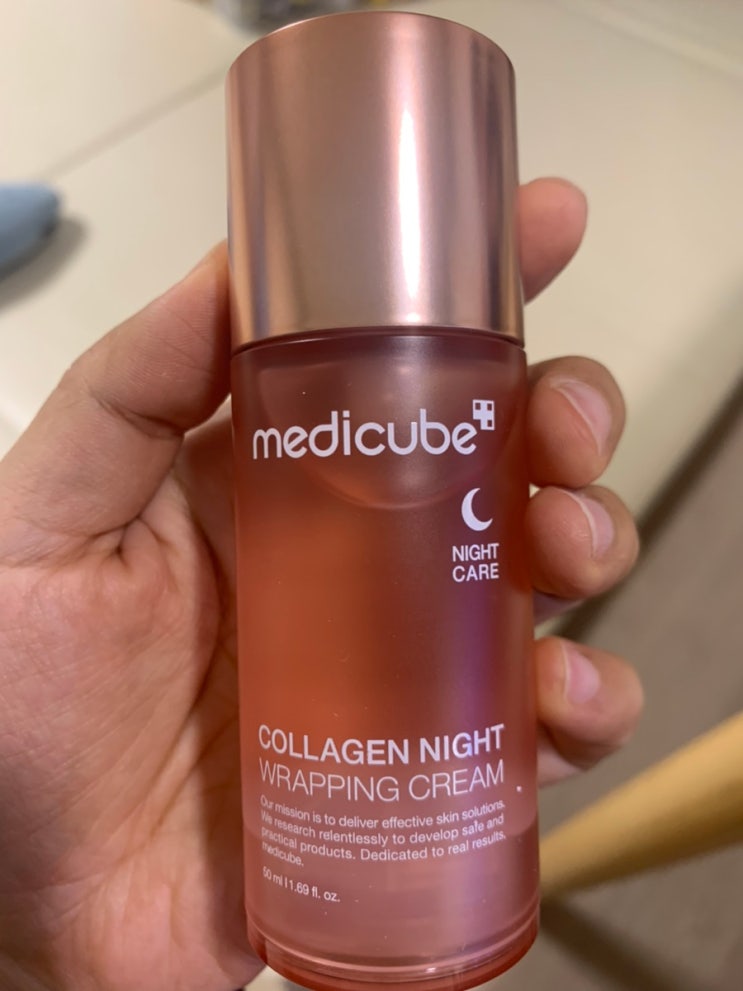 medicube
NIGHT
CARE
COLLAGEN NIGHT
WRAPPING CREAM
Our mission is to deliver effective skin solutions.
We research relentlessly to develop safe and
practical products. Dedicated to real results,
medicube.
50 ml | 1.69 fl. oz.